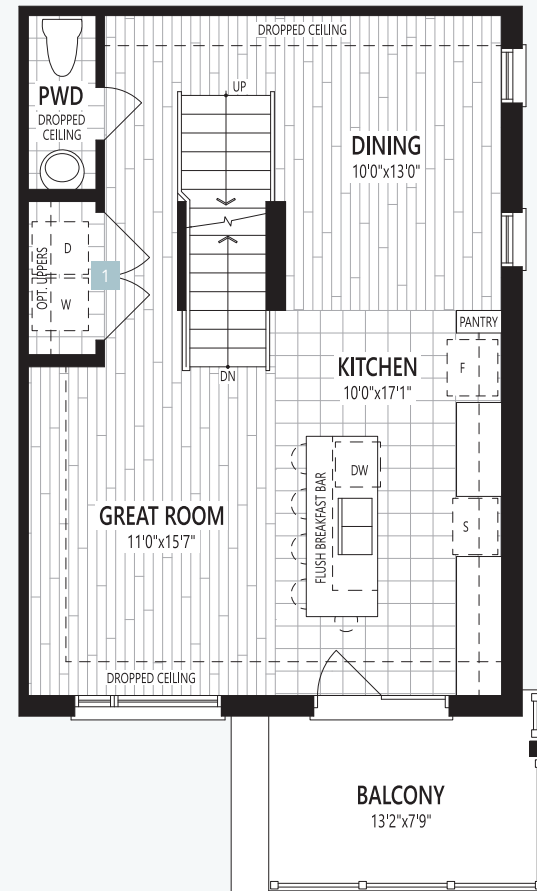 DROPPED CEILING
PWD
DROPPED
CEILING
UP
DINING
10'0"x13'0"
OPT. UPPERS
D
1
W
PANTRY
KITCHEN
10'0"x17'1"
F
DN
DW
FLUSH BREAKFAST BAR
S
GREAT ROOM
11'0"x15'7"
DROPPED CEILING
BALCONY
13'2"x7'9"